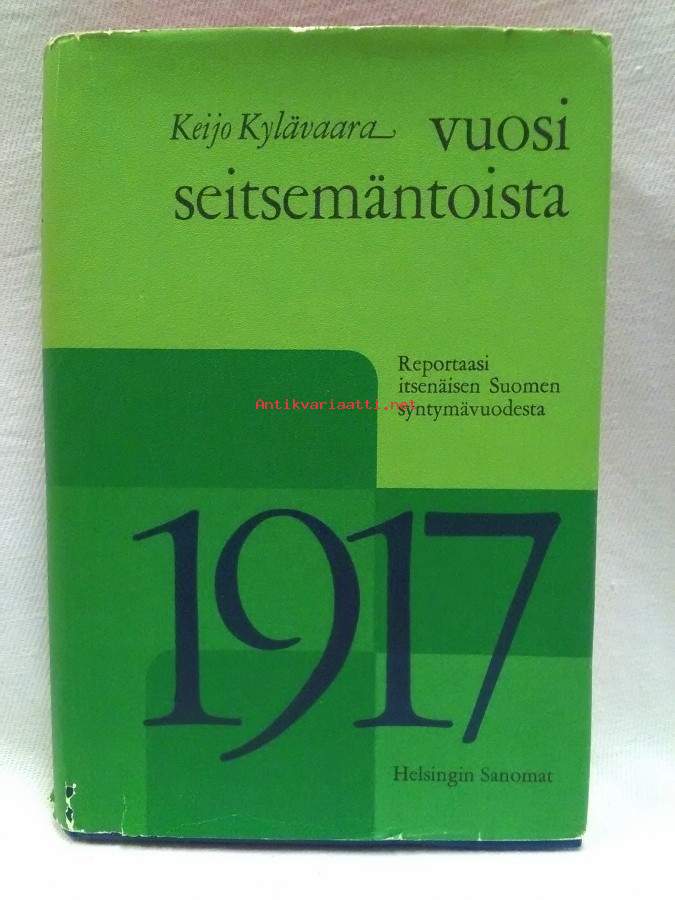 Keijo Kylävaara vuosi
seitsemäntoista
Reportaasi
itsenäisen Suomen
Antikvariaatti.net
syntymävuodesta
1917
Helsingin Sanomat